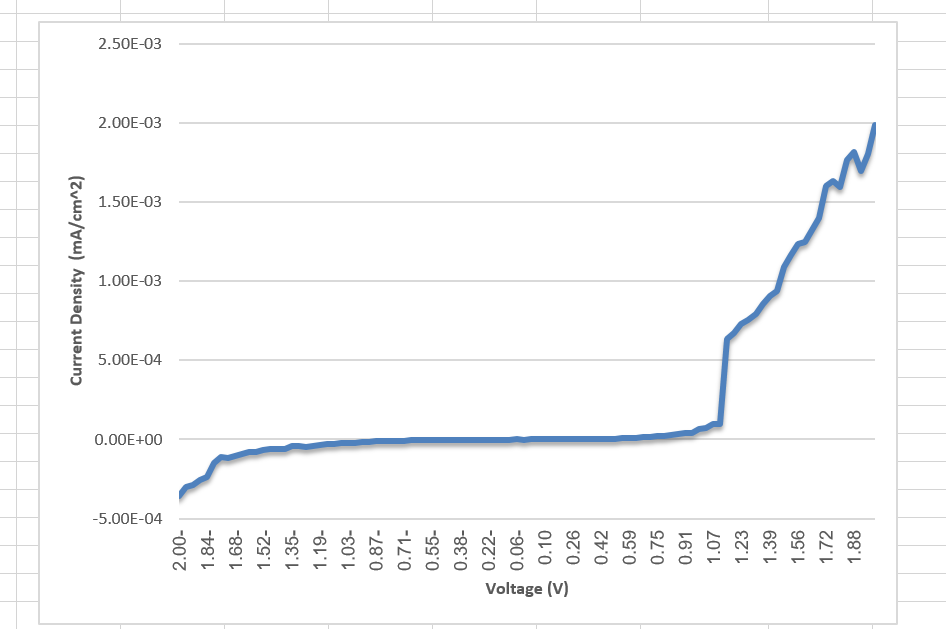 2.50E-03
2.00E-03
1.50E-03
1.00E-03
5.00E-04
0.00E+00
-5.00E-04
Current Density (mA/cm^2)
2.00-
1.84-
1.68-
1.52-
1.35-
1.19-
1.03-
0.87-
0.71-
0.55-
0.38-
0.22-
0.06-
0.10
0.26
0.42
0.59
0.75
0.91
1.07
1.23
1.39
1.56
1.72
1.88
Voltage (V)